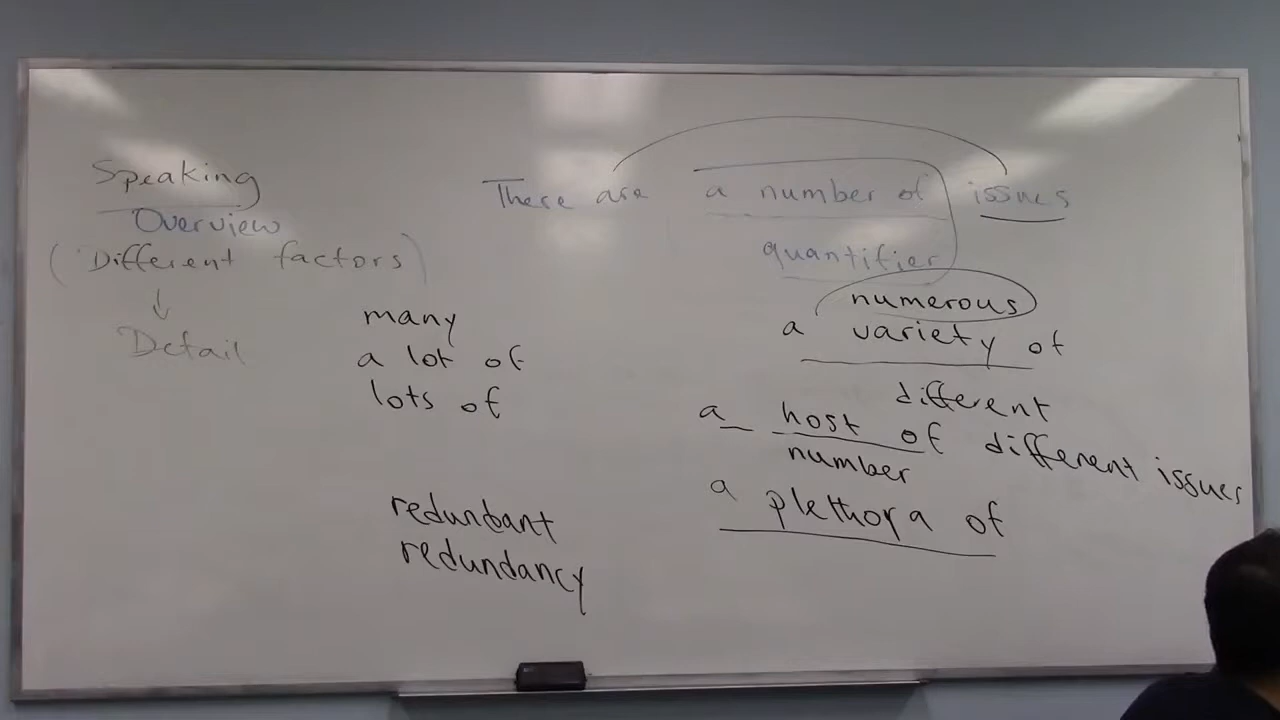 Speaking
Overview
(Different factors)
↓
Detail
There are a number of issues
quantifier
numerous
a variety of
different
a host of different issues
number
a plethora of
many
a lot of
lots of
redundant
redundancy